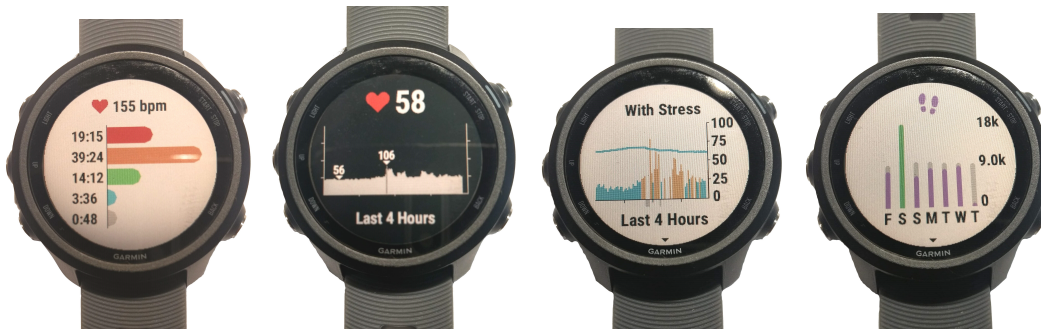 155 bpm
19:15
39:24
14:12
3:36
0:48
GARMIN
58
56
106
Last 4 Hours
GARMIN
With Stress
100
75
50
25
0
Last 4 Hours
GARMIN
18k
9.0k
0
F S S M T W T
GARMIN